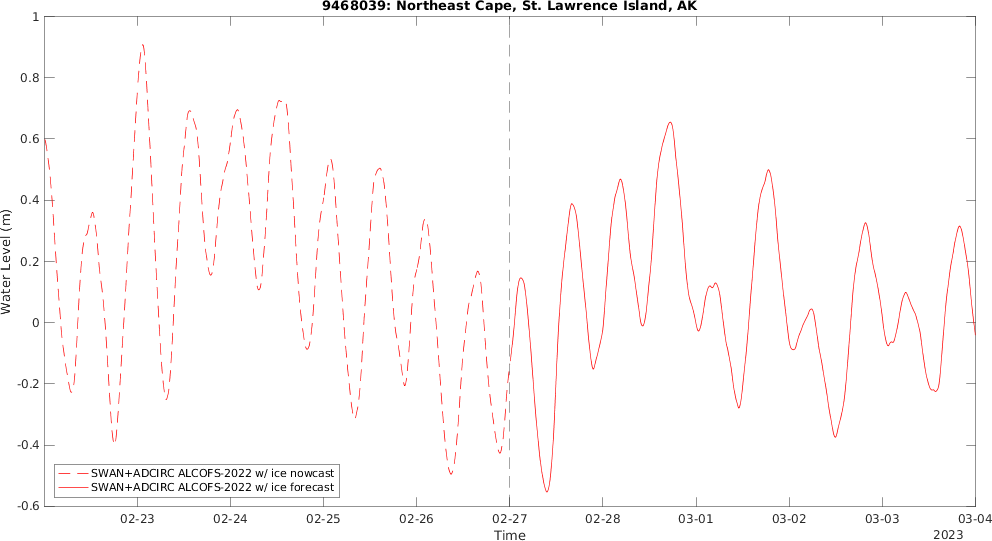 9468039: Northeast Cape, St. Lawrence Island, AK
1
0.8
0.6
0.4
0.2
0
-0.2
-0.4
-0.6
Water Level (m)
SWAN+ADCIRC ALCOFS-2022 w/ ice nowcast
SWAN+ADCIRC ALCOFS-2022 w/ ice forecast
02-23 02-24 02-25 02-26 02-27 02-28 03-01 03-02 03-03 03-04
Time
2023